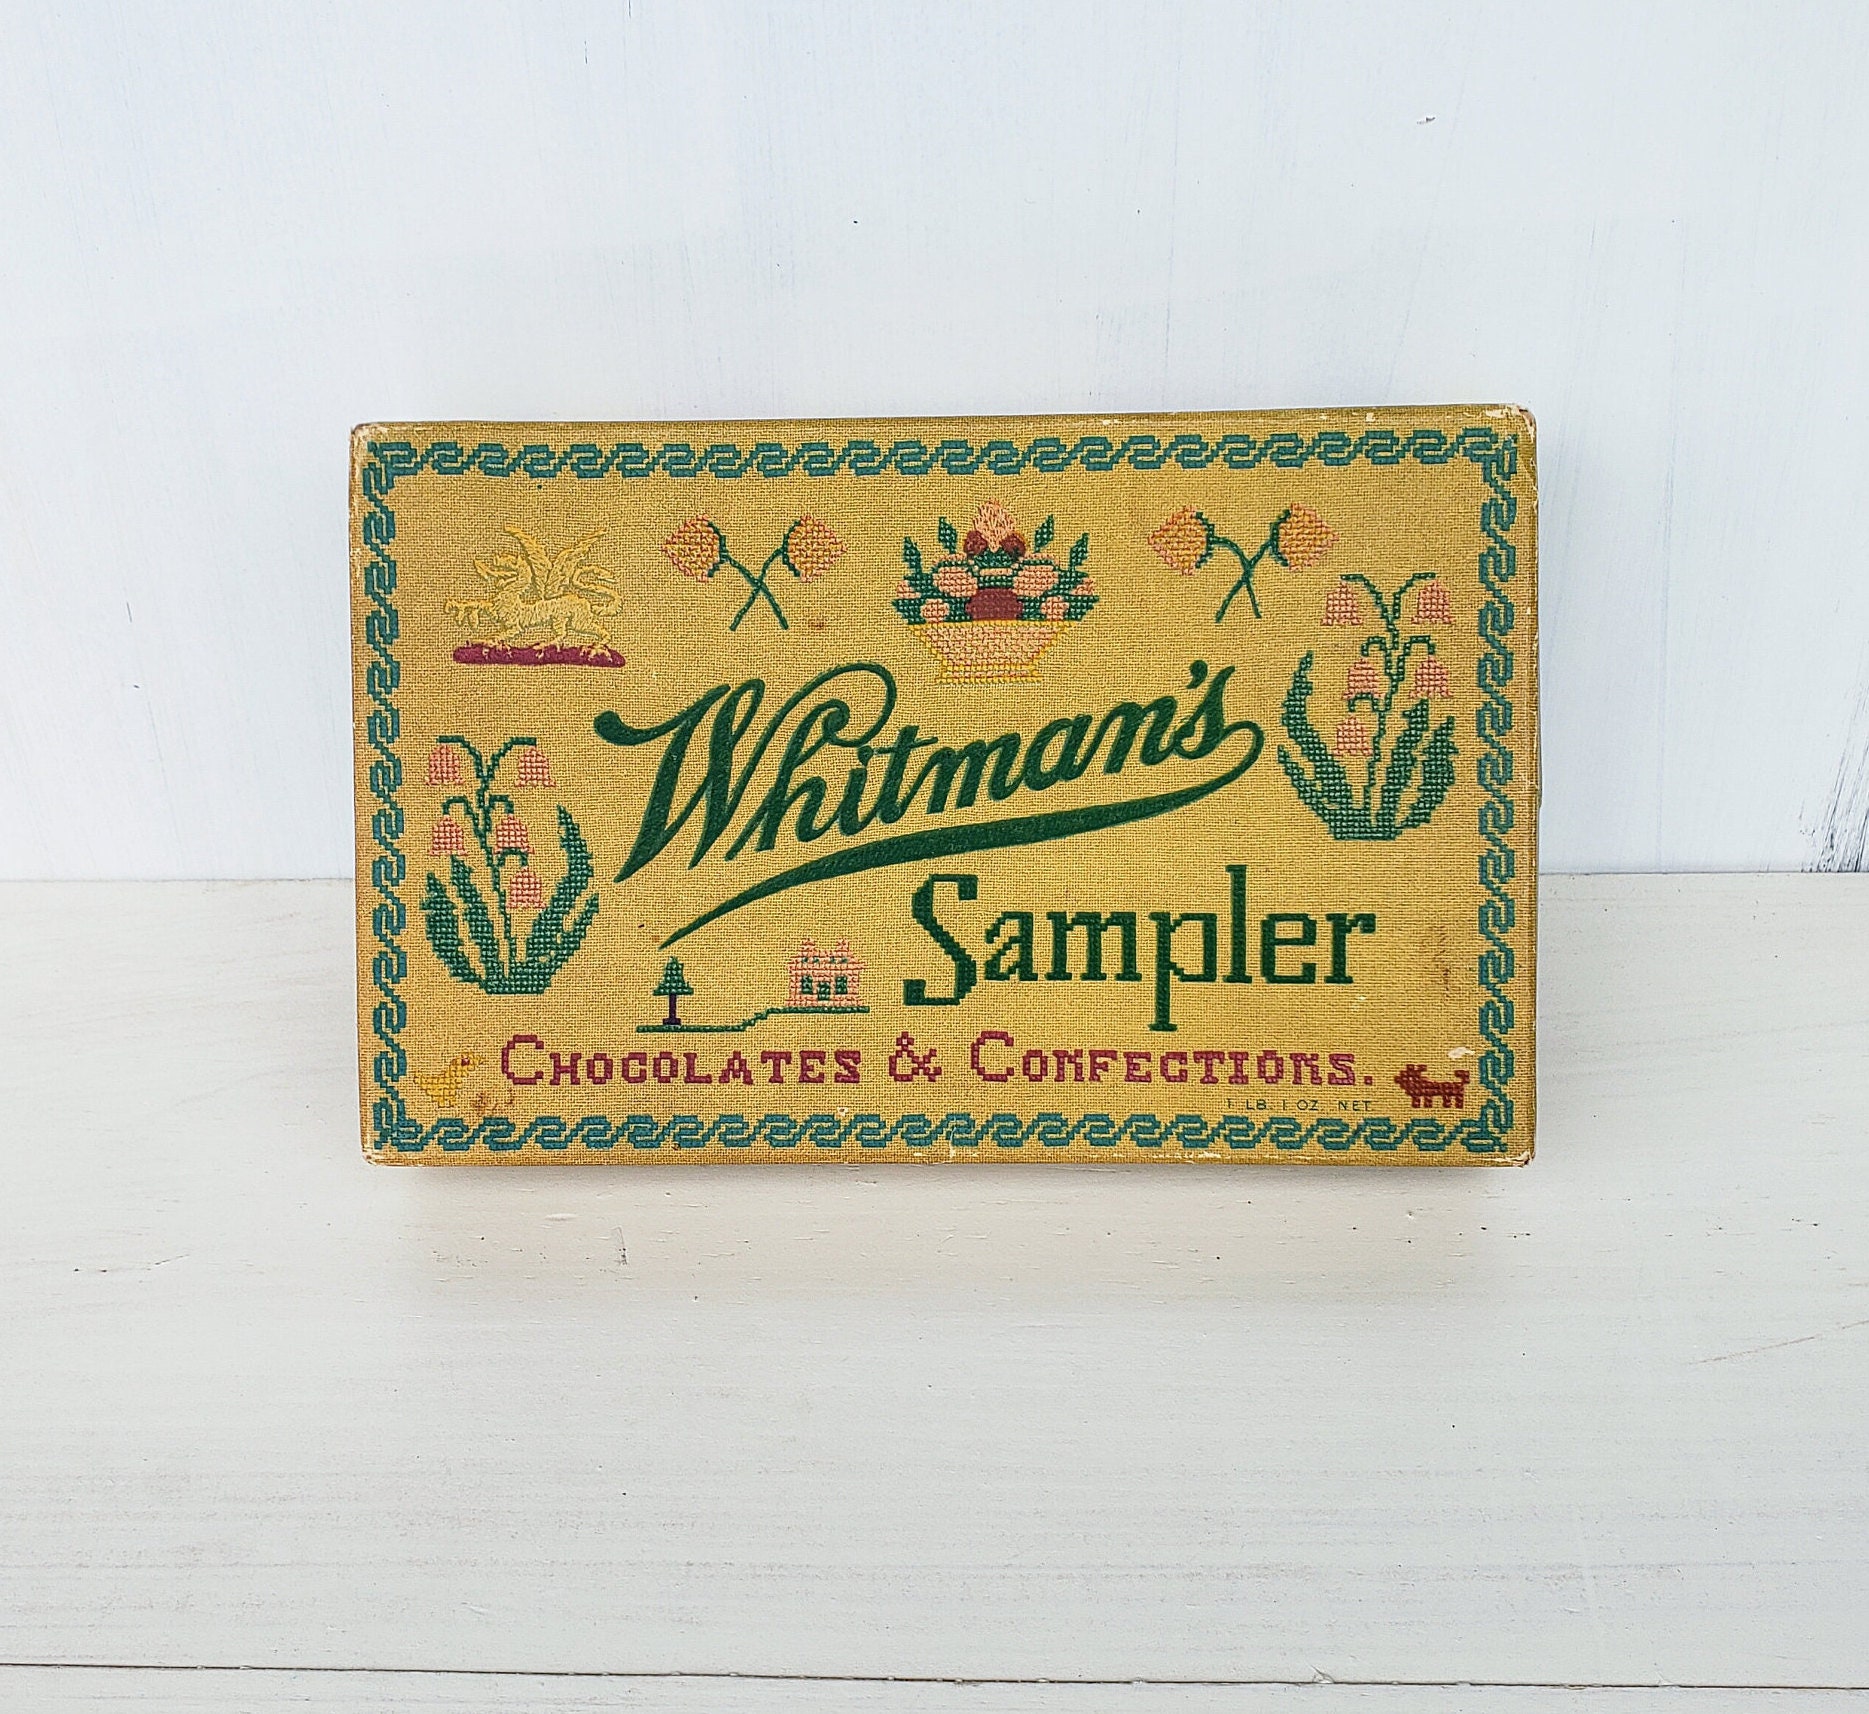 Whitman's
Sampler
CHOCOLATES & CONFECTIONS.
1 LB. 1 OZ. NET